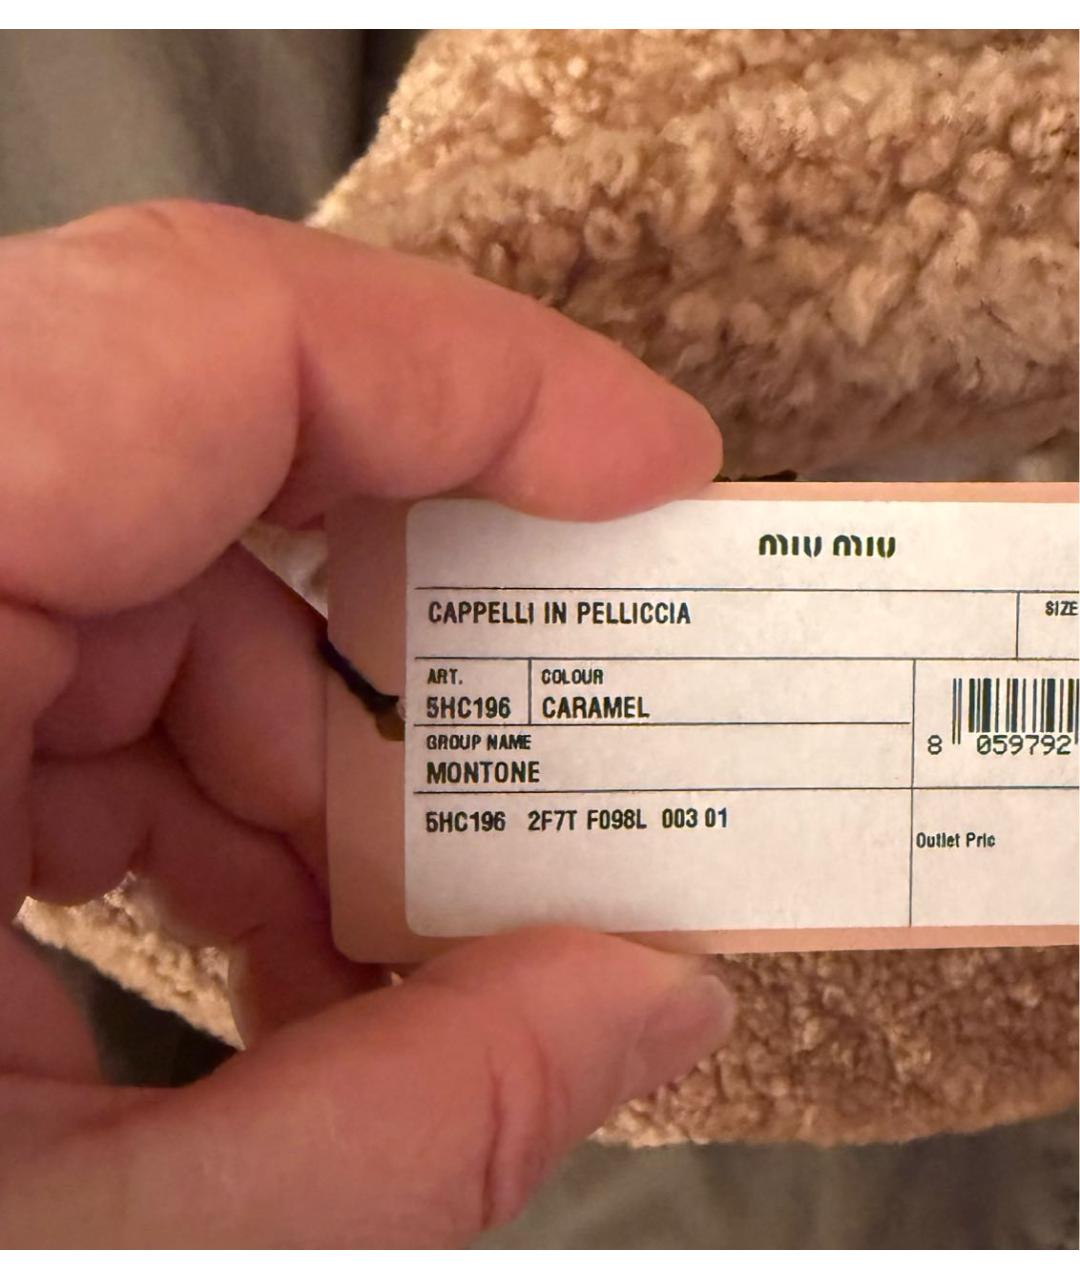 miu miu
CAPPELLI IN PELLICCIA
SIZE
ART.
COLOUR
5HC196
CARAMEL
8 059792
GROUP NAME
MONTONE
5HC196 2F7T F098L 003 01
Outlet Pric